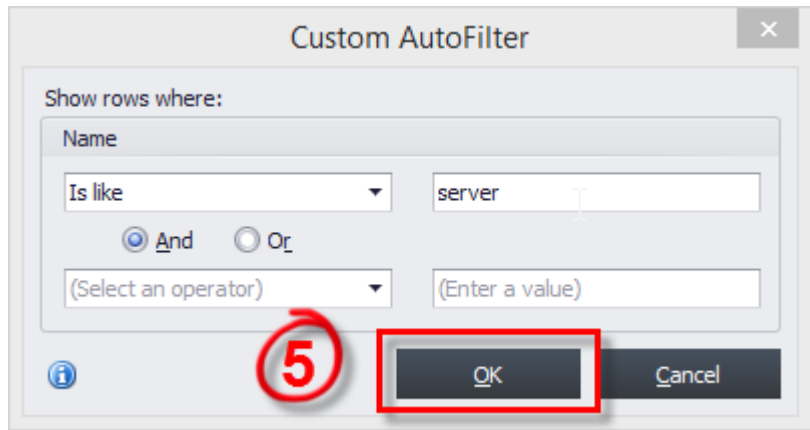 Custom AutoFilter
Show rows where:
Name
Is like server
And Or
(Select an operator) (Enter a value)
5 OK Cancel